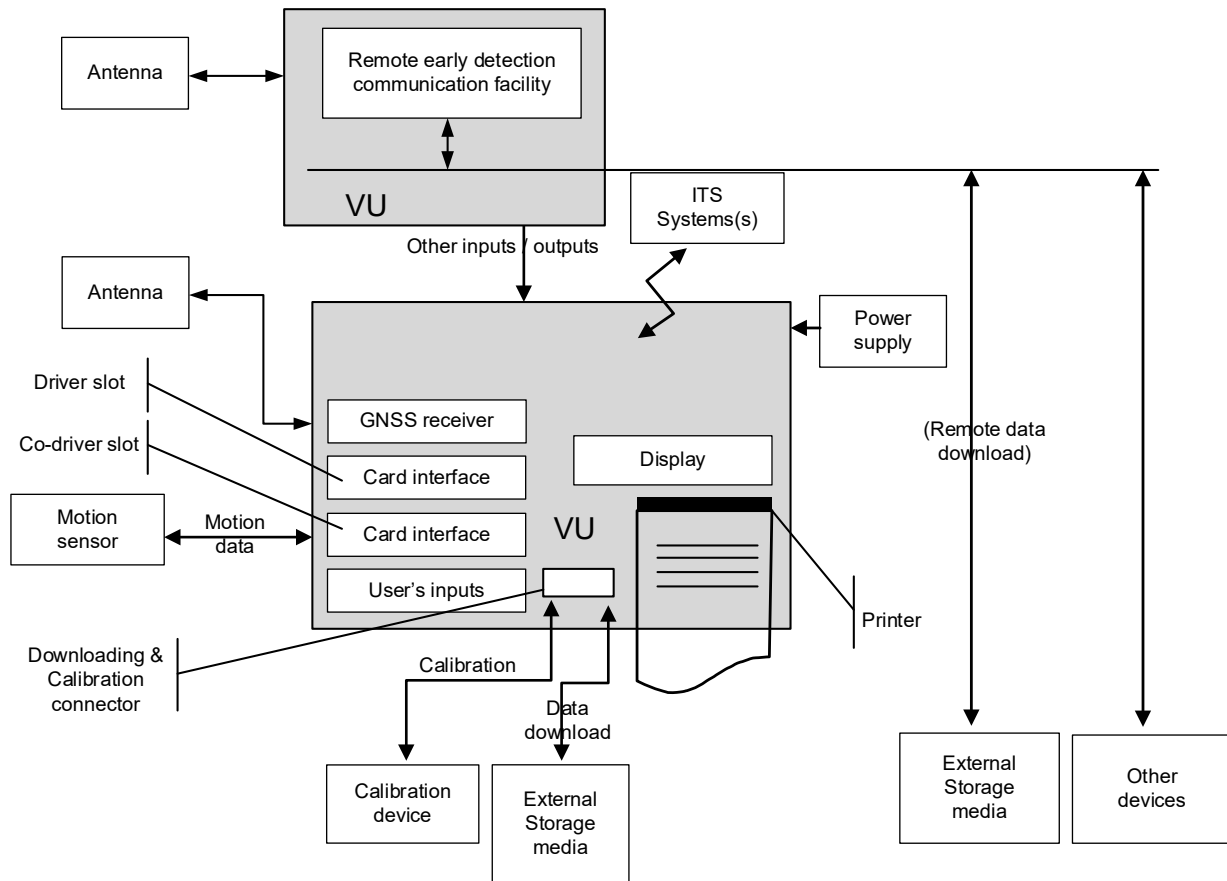 Remote early detection
communication facility
Antenna
VU
ITS
Systems(s)
Other inputs / outputs
Antenna
Power
supply
Driver slot
GNSS receiver
Co-driver slot
(Remote data
download)
Display
Card interface
Motion
sensor
Motion
data
Card interface
VU
User’s inputs
Printer
Downloading &
Calibration
connector
Calibration
Data
download
Calibration
device
External
Storage
media
External
Storage
media
Other
devices